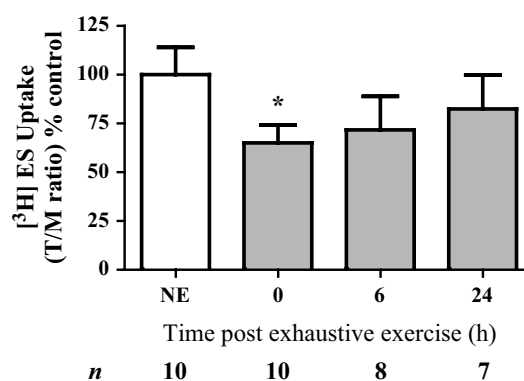 [³H] ES Uptake
(T/M ratio) % control
125
100
75
50
25
0
*
NE 0 6 24
Time post exhaustive exercise (h)
n 10 10 8 7